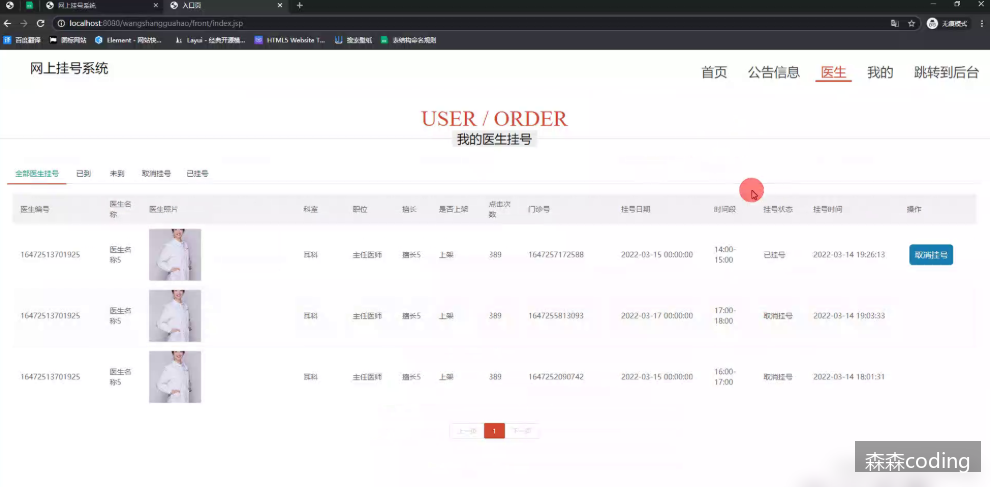 网上挂号系统 入口页
localhost:8080/wangshangguahao/front/index.jsp 无痕模式
百度翻译 图标网站 Element - 网站快... Layui - 经典开源模... HTML5 Website T... 搜索壁纸 表结构命名规则
网上挂号系统 首页 公告信息 医生 我的 跳转到后台
USER / ORDER
我的医生挂号
全部医生挂号 已到 未到 取消挂号 已挂号
医生编号 医生名称 医生照片 科室 职位 擅长 是否上架 点击次数 门诊号 挂号日期 时间段 挂号状态 挂号时间 操作
16472513701925 医生名称5 耳科 主任医师 擅长5 上架 389 1647257172588 2022-03-15 00:00:00 14:00-15:00 已挂号 2022-03-14 19:26:13 取消挂号
16472513701925 医生名称5 耳科 主任医师 擅长5 上架 389 1647255813093 2022-03-17 00:00:00 17:00-18:00 取消挂号 2022-03-14 19:03:33
16472513701925 医生名称5 耳科 主任医师 擅长5 上架 389 1647252090742 2022-03-15 00:00:00 16:00-17:00 取消挂号 2022-03-14 18:01:31
上一页 1 下一页
森森coding